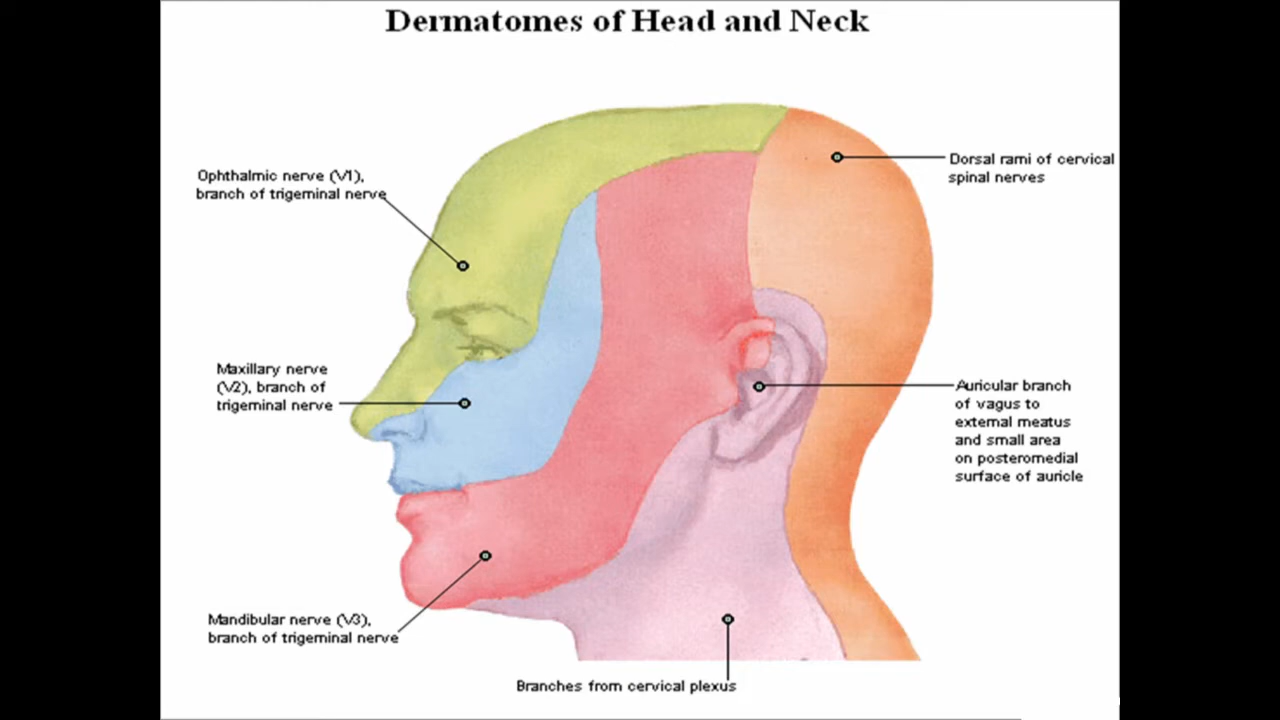 Dermatomes of Head and Neck
Ophthalmic nerve (V1),
branch of trigeminal nerve
Dorsal rami of cervical
spinal nerves
Maxillary nerve
(V2), branch of
trigeminal nerve
Auricular branch
of vagus to
external meatus
and small area
on posteromedial
surface of auricle
Mandibular nerve (V3),
branch of trigeminal nerve
Branches from cervical plexus